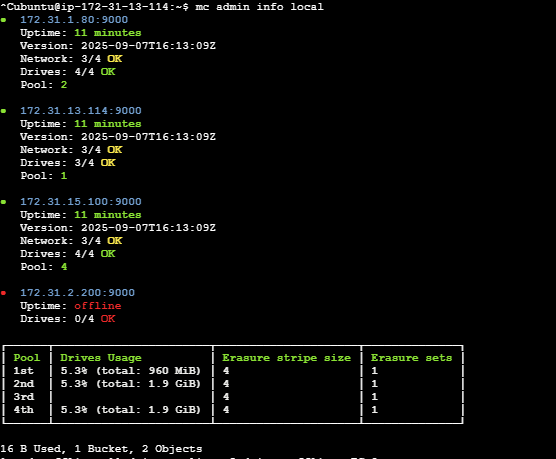 ^Cubuntu@ip-172-31-13-114:~$ mc admin info local
● 172.31.1.80:9000
Uptime: 11 minutes
Version: 2025-09-07T16:13:09Z
Network: 3/4 OK
Drives: 4/4 OK
Pool: 2
● 172.31.13.114:9000
Uptime: 11 minutes
Version: 2025-09-07T16:13:09Z
Network: 3/4 OK
Drives: 3/4 OK
Pool: 1
● 172.31.15.100:9000
Uptime: 11 minutes
Version: 2025-09-07T16:13:09Z
Network: 3/4 OK
Drives: 4/4 OK
Pool: 4
● 172.31.2.200:9000
Uptime: offline
Drives: 0/4 OK
Pool Drives Usage Erasure stripe size Erasure sets
1st 5.3% (total: 960 MiB) 4 1
2nd 5.3% (total: 1.9 GiB) 4 1
3rd 4 1
4th 5.3% (total: 1.9 GiB) 4 1
16 B Used, 1 Bucket, 2 Objects